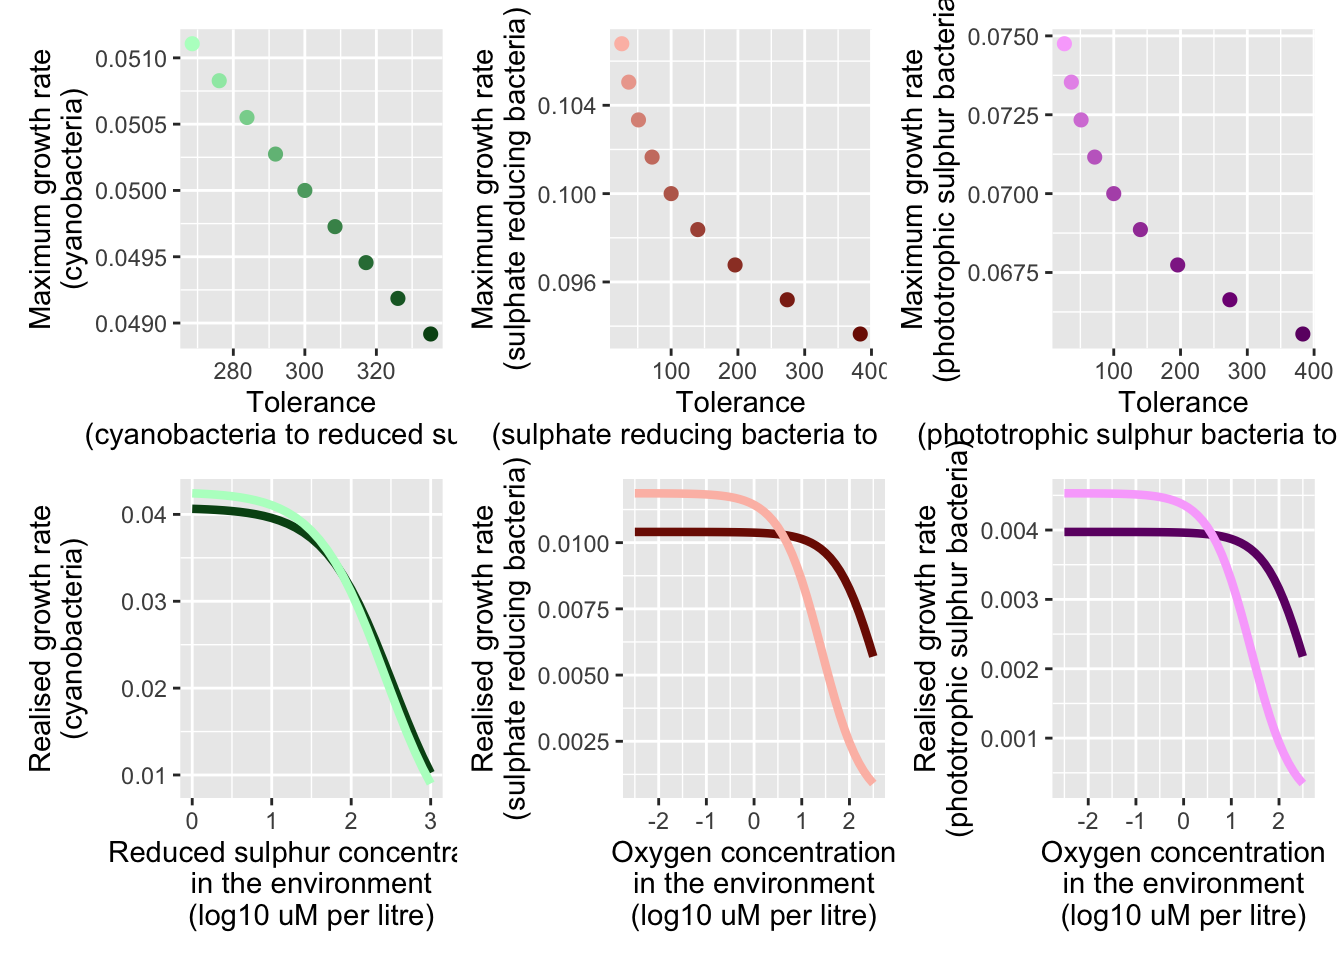 Maximum growth rate
(cyanobacteria)
0.0510
0.0505
0.0500
0.0495
0.0490
280 300 320
Tolerance
(cyanobacteria to reduced su
Maximum growth rate
(sulphate reducing bacteria)
0.104
0.100
0.096
100 200 300 400
Tolerance
(sulphate reducing bacteria to
Maximum growth rate
(phototrophic sulphur bacteria)
0.0750
0.0725
0.0700
0.0675
100 200 300 400
Tolerance
(phototrophic sulphur bacteria to
Realised growth rate
(cyanobacteria)
0.04
0.03
0.02
0.01
0 1 2 3
Reduced sulphur concentra
in the environment
(log10 uM per litre)
Realised growth rate
(sulphate reducing bacteria)
0.0100
0.0075
0.0050
0.0025
-2 -1 0 1 2
Oxygen concentration
in the environment
(log10 uM per litre)
Realised growth rate
(phototrophic sulphur bacteria)
0.004
0.003
0.002
0.001
-2 -1 0 1 2
Oxygen concentration
in the environment
(log10 uM per litre)